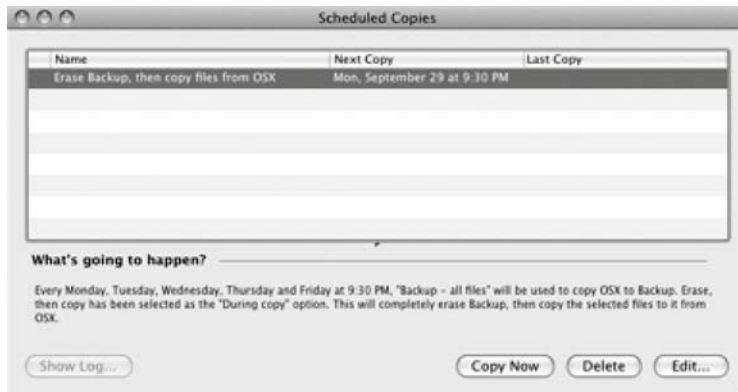 Scheduled Copies
Name Next Copy Last Copy
Erase Backup, then copy files from OSX Mon, September 29 at 9:30 PM
What's going to happen?
Every Monday, Tuesday, Wednesday, Thursday and Friday at 9:30 PM, "Backup - all files" will be used to copy OSX to Backup. Erase,
then copy has been selected as the "During copy" option. This will completely erase Backup, then copy the selected files to it from
OSX.
Show Log... Copy Now Delete Edit...